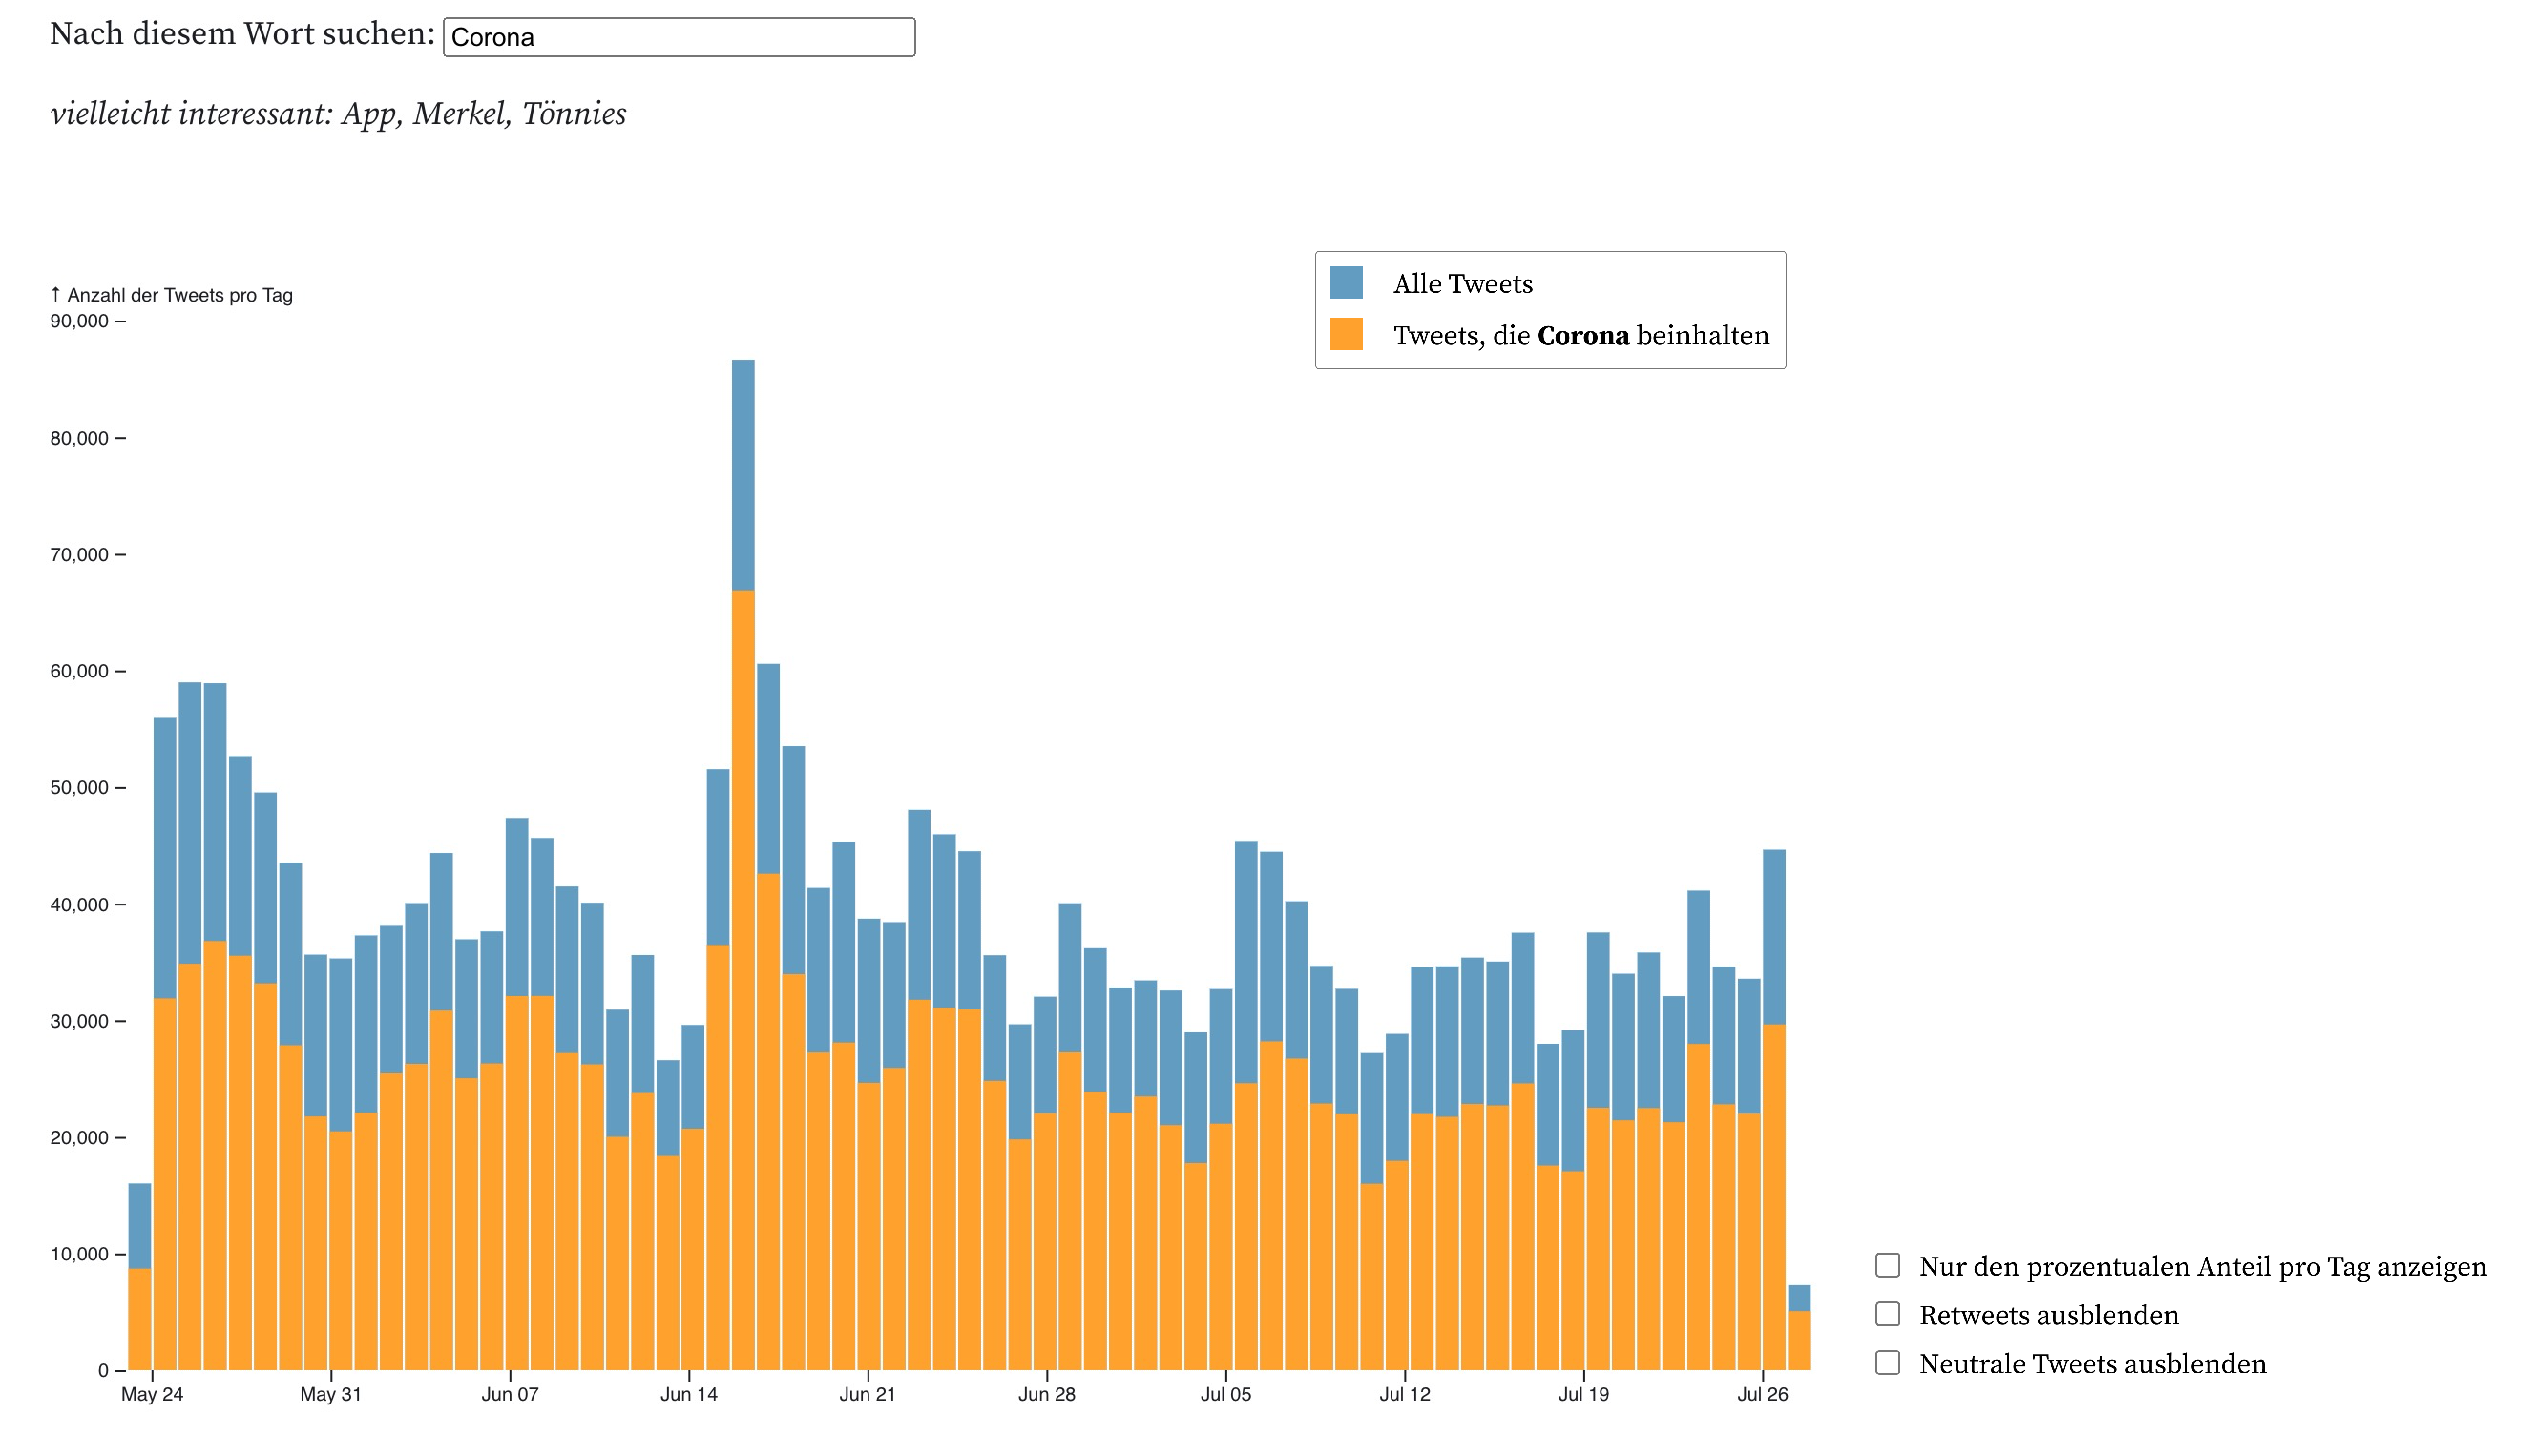 Nach diesem Wort suchen: Corona
vielleicht interessant: App, Merkel, Tönnies
Alle Tweets
Tweets, die Corona beinhalten
↑ Anzahl der Tweets pro Tag
90,000
80,000
70,000
60,000
50,000
40,000
30,000
20,000
10,000
0
May 24 May 31 Jun 07 Jun 14 Jun 21 Jun 28 Jul 05 Jul 12 Jul 19 Jul 26
Nur den prozentualen Anteil pro Tag anzeigen
Retweets ausblenden
Neutrale Tweets ausblenden